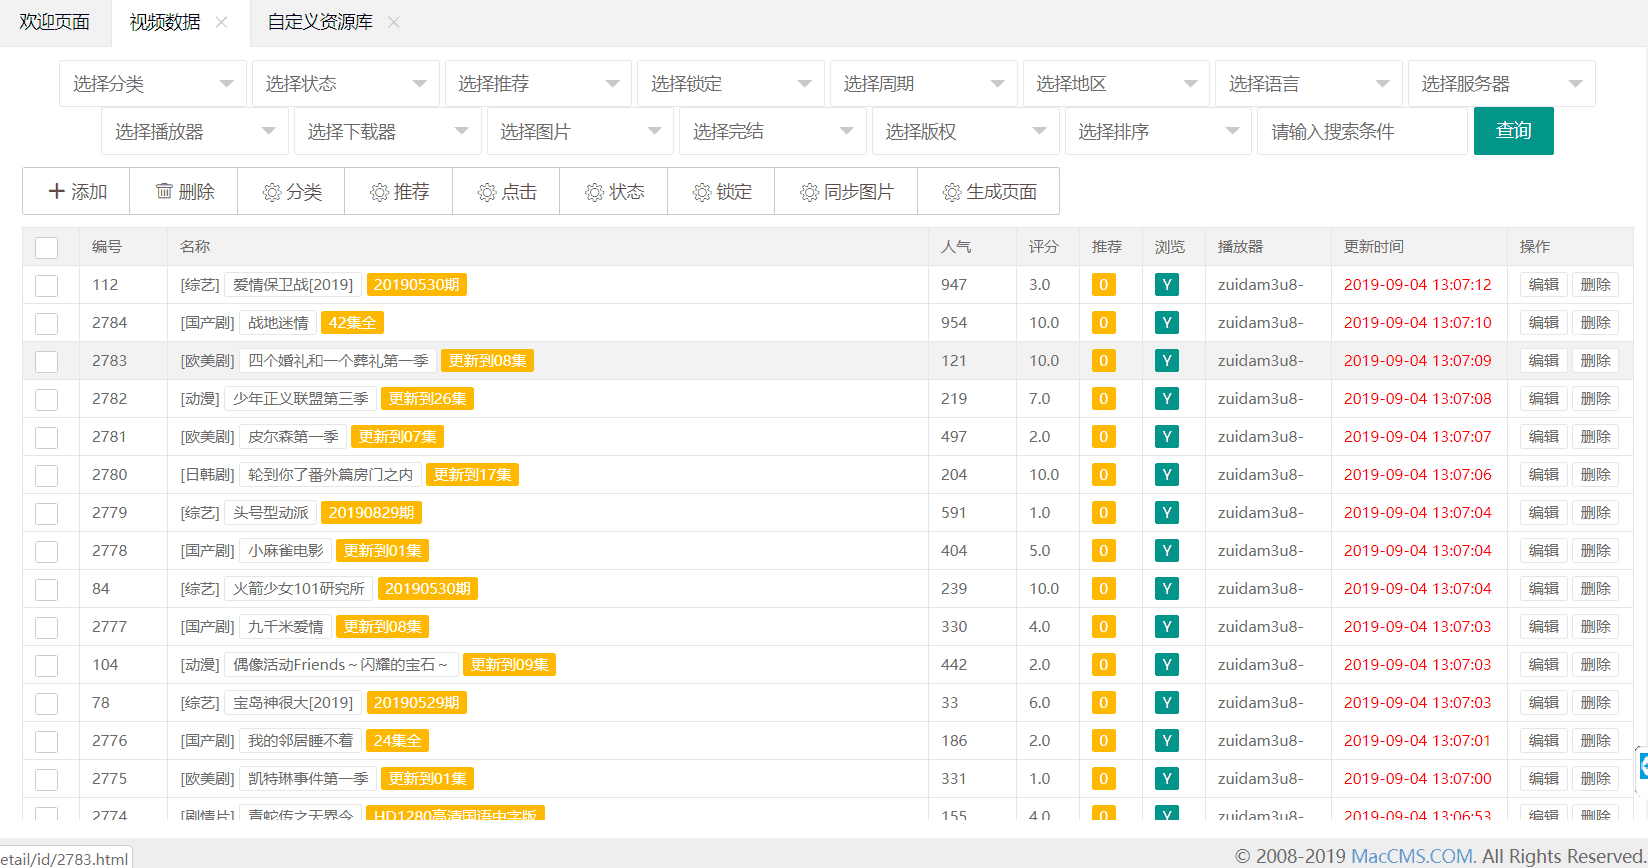 欢迎页面 视频数据 自定义资源库
选择分类 选择状态 选择推荐 选择锁定 选择周期 选择地区 选择语言 选择服务器
选择播放器 选择下载器 选择图片 选择完结 选择版权 选择排序 请输入搜索条件 查询
添加 删除 分类 推荐 点击 状态 锁定 同步图片 生成页面
编号 名称 人气 评分 推荐 浏览 播放器 更新时间 操作
112 [综艺] 爱情保卫战[2019] 20190530期 947 3.0 0 Y zuidam3u8- 2019-09-04 13:07:12 编辑 删除
2784 [国产剧] 战地迷情 42集全 954 10.0 0 Y zuidam3u8- 2019-09-04 13:07:10 编辑 删除
2783 [欧美剧] 四个婚礼和一个葬礼第一季 更新到08集 121 10.0 0 Y zuidam3u8- 2019-09-04 13:07:09 编辑 删除
2782 [动漫] 少年正义联盟第三季 更新到26集 219 7.0 0 Y zuidam3u8- 2019-09-04 13:07:08 编辑 删除
2781 [欧美剧] 皮尔森第一季 更新到07集 497 2.0 0 Y zuidam3u8- 2019-09-04 13:07:07 编辑 删除
2780 [日韩剧] 轮到你了番外篇房门之内 更新到17集 204 10.0 0 Y zuidam3u8- 2019-09-04 13:07:06 编辑 删除
2779 [综艺] 头号型动派 20190829期 591 1.0 0 Y zuidam3u8- 2019-09-04 13:07:04 编辑 删除
2778 [国产剧] 小麻雀电影 更新到01集 404 5.0 0 Y zuidam3u8- 2019-09-04 13:07:04 编辑 删除
84 [综艺] 火箭少女101研究所 20190530期 239 10.0 0 Y zuidam3u8- 2019-09-04 13:07:04 编辑 删除
2777 [国产剧] 九千米爱情 更新到08集 330 4.0 0 Y zuidam3u8- 2019-09-04 13:07:03 编辑 删除
104 [动漫] 偶像活动Friends～闪耀的宝石～ 更新到09集 442 2.0 0 Y zuidam3u8- 2019-09-04 13:07:03 编辑 删除
78 [综艺] 宝岛神很大[2019] 20190529期 33 6.0 0 Y zuidam3u8- 2019-09-04 13:07:03 编辑 删除
2776 [国产剧] 我的邻居睡不着 24集全 186 2.0 0 Y zuidam3u8- 2019-09-04 13:07:01 编辑 删除
2775 [欧美剧] 凯特琳事件第一季 更新到01集 331 1.0 0 Y zuidam3u8- 2019-09-04 13:07:00 编辑 删除
2774 [剧情片] 青蛇传之无界令 HD1280高清国语中字版 155 4.0 0 Y zuidam3u8- 2019-09-04 13:06:53 编辑 删除
etail/id/2783.html
© 2008-2019 MacCMS.COM. All Rights Reserved.